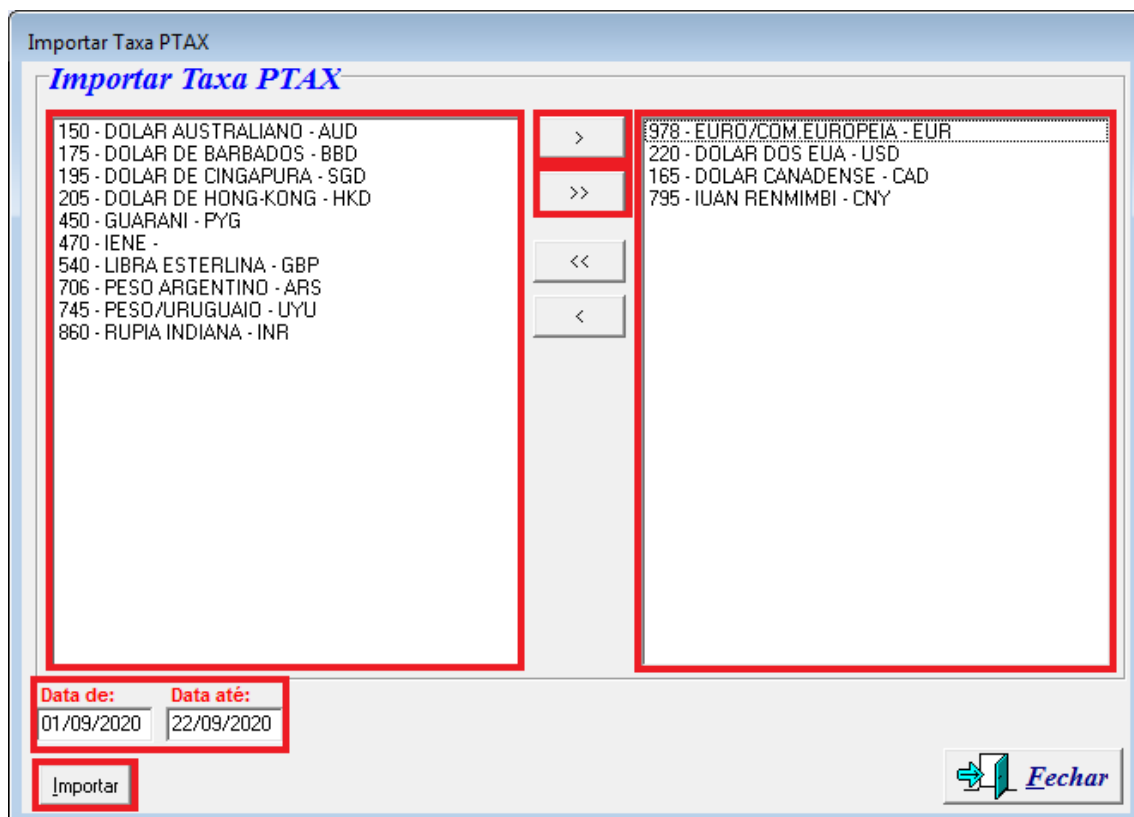 Importar Taxa PTAX
Importar Taxa PTAX
150 - DOLAR AUSTRALIANO - AUD
175 - DOLAR DE BARBADOS - BBD
195 - DOLAR DE CINGAPURA - SGD
205 - DOLAR DE HONG-KONG - HKD
450 - GUARANI - PYG
470 - IENE -
540 - LIBRA ESTERLINA - GBP
706 - PESO ARGENTINO - ARS
745 - PESO/URUGUAIO - UYU
860 - RUPIA INDIANA - INR
>
>>
<<
<
978 - EURO/COM.EUROPEIA - EUR
220 - DOLAR DOS EUA - USD
165 - DOLAR CANADENSE - CAD
795 - IUAN RENMIMBI - CNY
Data de: Data até:
01/09/2020 22/09/2020
Importar
Fechar